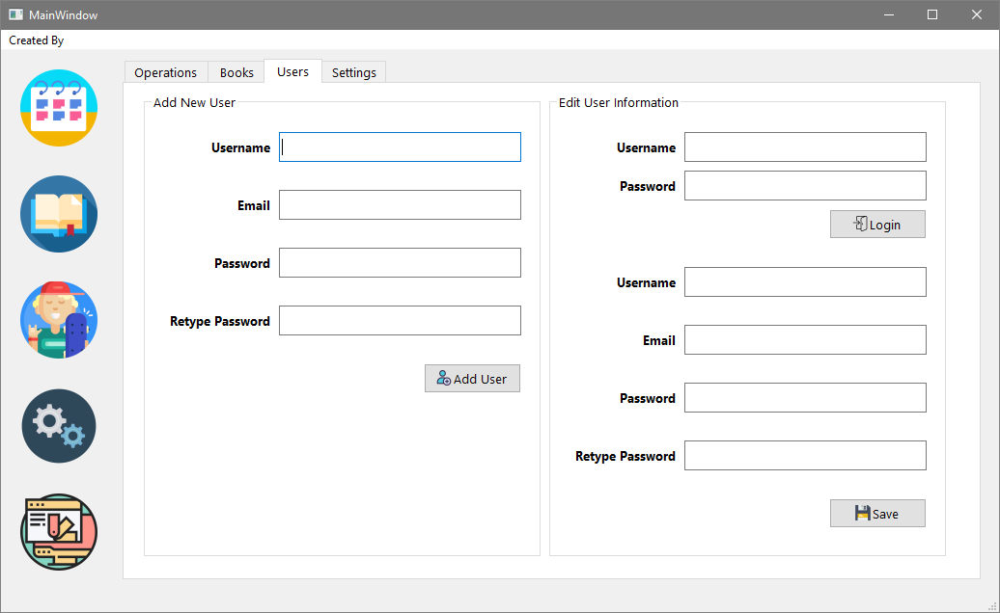 MainWindow
Created By
Operations Books Users Settings
Add New User
Username
Email
Password
Retype Password
Add User
Edit User Information
Username
Password
Login
Username
Email
Password
Retype Password
Save